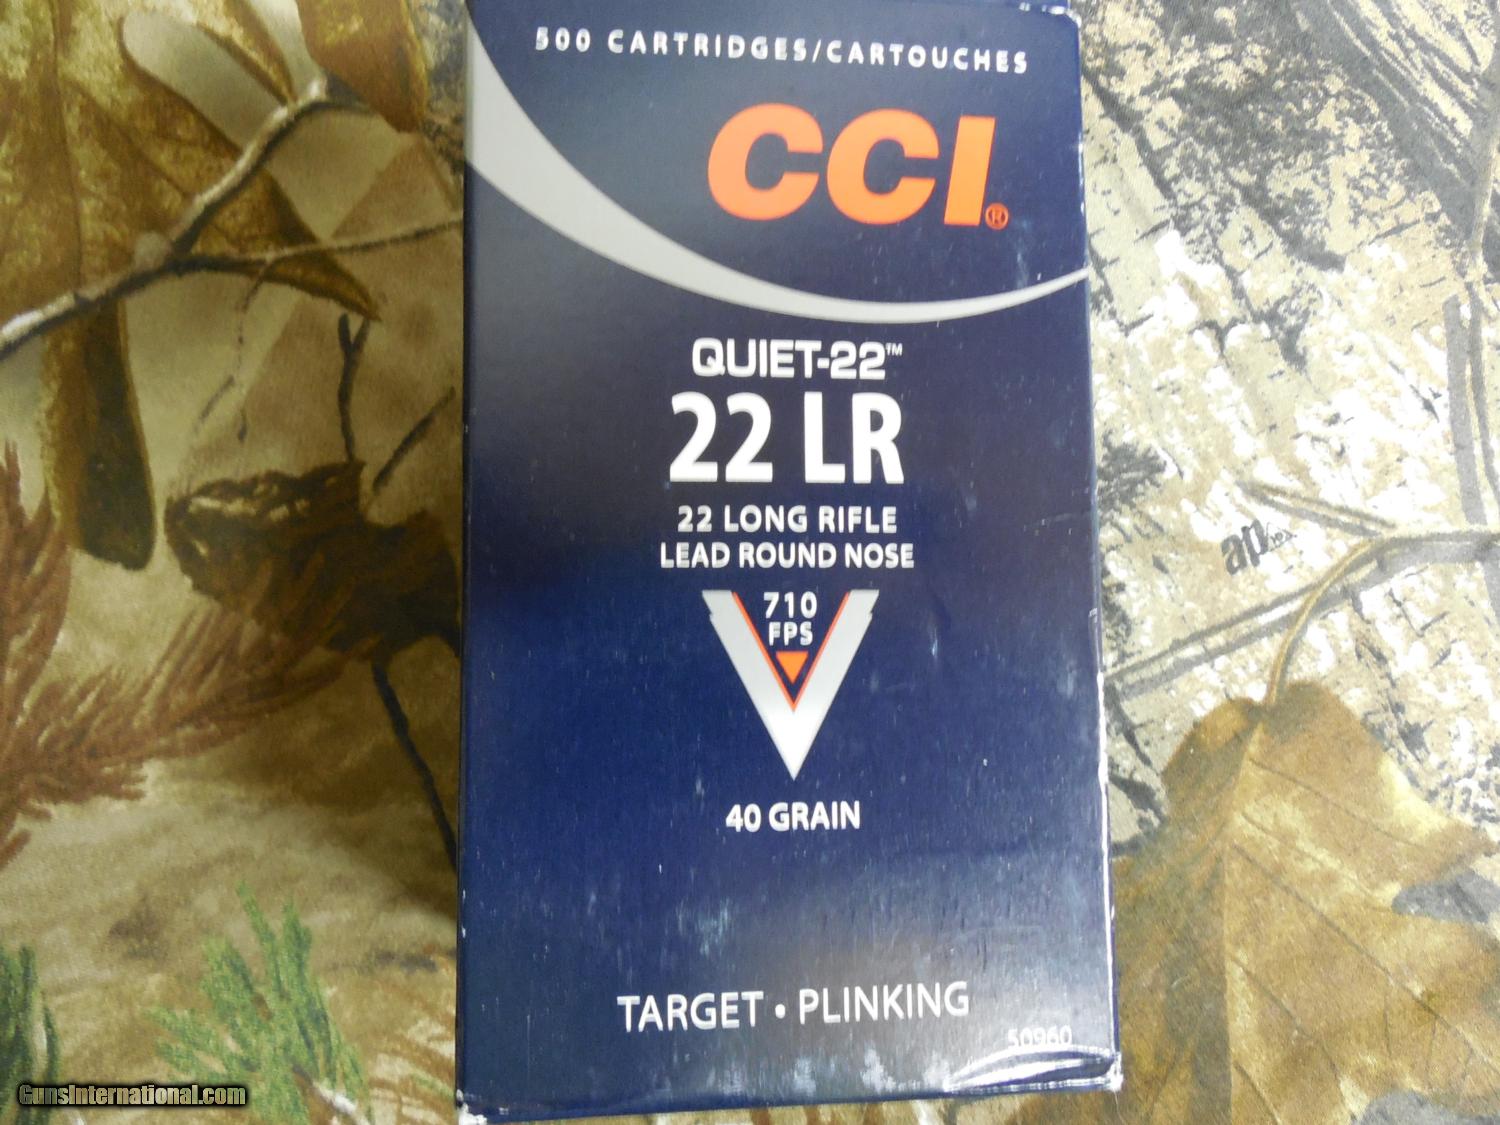 500 CARTRIDGES/CARTOUCHES
CCI®
QUIET-22™
22 LR
22 LONG RIFLE
LEAD ROUND NOSE
710
FPS
40 GRAIN
TARGET • PLINKING
50960
GunsInternational.com